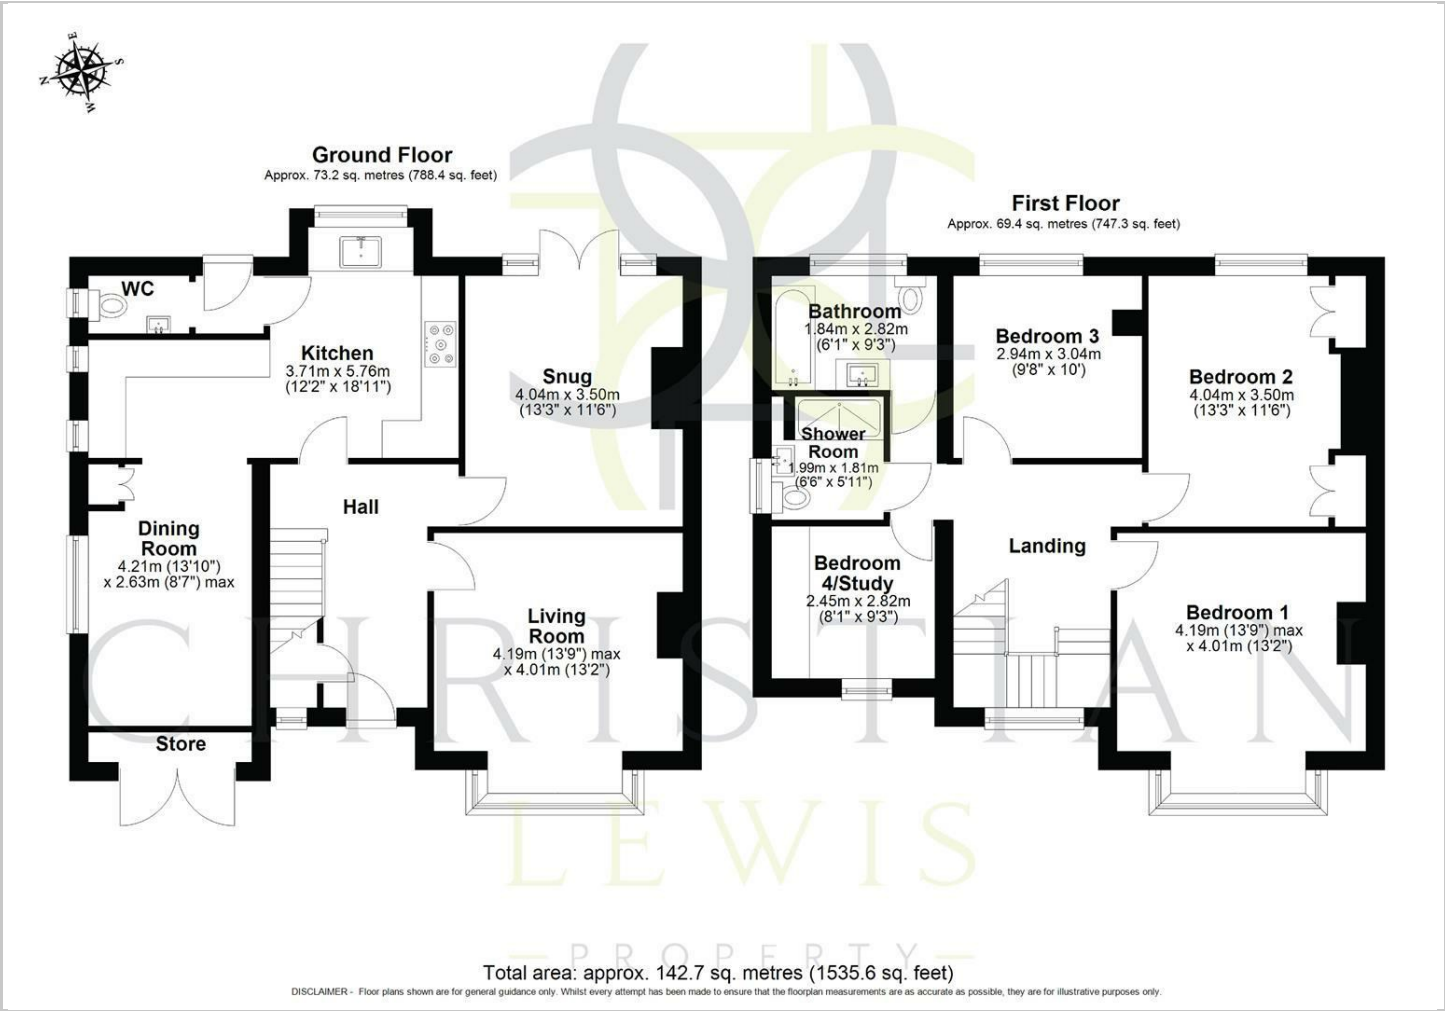 E
N
S
W
Ground Floor
Approx. 73.2 sq. metres (788.4 sq. feet)
WC
Kitchen
3.71m x 5.76m
(12'2" x 18'11")
Snug
4.04m x 3.50m
(13'3" x 11'6")
Hall
Dining
Room
4.21m (13'10")
x 2.63m (8'7") max
Living
Room
4.19m (13'9") max
x 4.01m (13'2")
Store
First Floor
Approx. 69.4 sq. metres (747.3 sq. feet)
Bathroom
1.84m x 2.82m
(6'1" x 9'3")
Bedroom 3
2.94m x 3.04m
(9'8" x 10')
Bedroom 2
4.04m x 3.50m
(13'3" x 11'6")
Shower
Room
1.99m x 1.81m
(6'6" x 5'11")
Landing
Bedroom
4/Study
2.45m x 2.82m
(8'1" x 9'3")
Bedroom 1
4.19m (13'9") max
x 4.01m (13'2")
CHRISTIAN
LEWIS
PROPERTY
Total area: approx. 142.7 sq. metres (1535.6 sq. feet)
DISCLAIMER - Floor plans shown are for general guidance only. Whilst every attempt has been made to ensure that the floorplan measurements are as accurate as possible, they are for illustrative purposes only.